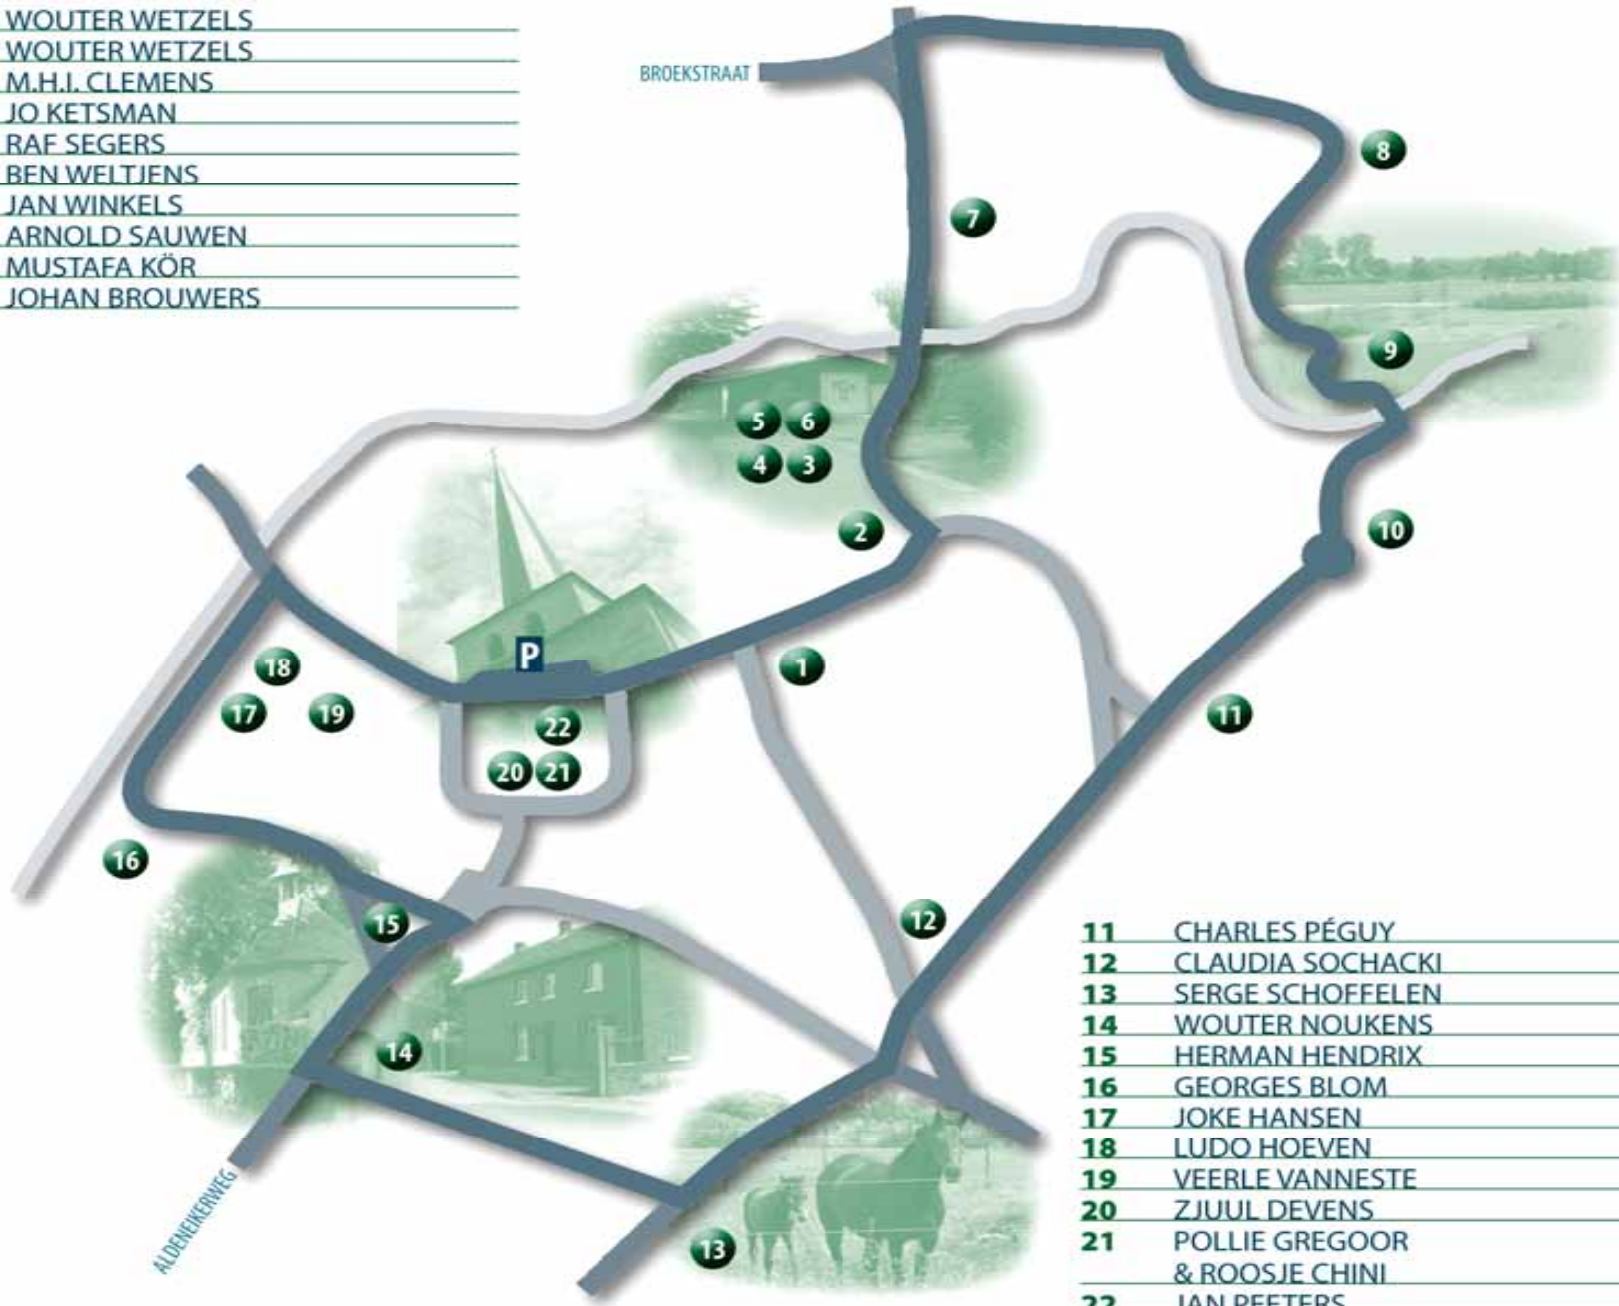 WOUTER WETZELS
WOUTER WETZELS
M.H.I. CLEMENS
JO KETSMAN
RAF SEGERS
BEN WELTJENS
JAN WINKELS
ARNOLD SAUWEN
MUSTAFA KÖR
JOHAN BROUWERS
BROEKSTRAAT
8
7
9
5 6
4 3
2
10
P
18
1
17 19
11
22
20 21
16
15
12
14
13
ALDENEIKERWEG
11 CHARLES PÉGUY
12 CLAUDIA SOCHACKI
13 SERGE SCHOFFELEN
14 WOUTER NOUKENS
15 HERMAN HENDRIX
16 GEORGES BLOM
17 JOKE HANSEN
18 LUDO HOEVEN
19 VEERLE VANNESTE
20 ZJUUL DEVENS
21 POLLIE GREGOOR
& ROOSJE CHINI
22 JAN PEETERS